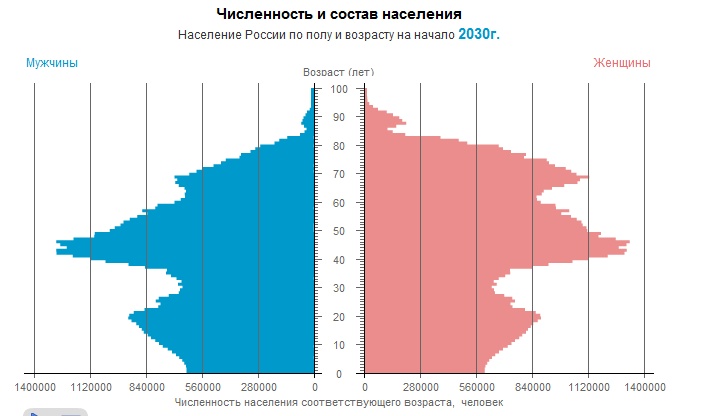 Численность и состав населения
Население России по полу и возрасту на начало 2030г.
Мужчины
Женщины
Возраст (лет)
100
90
80
70
60
50
40
30
20
10
0
1400000 1120000 840000 560000 280000 0
0 280000 560000 840000 1120000 1400000
Численность населения соответствующего возраста, человек